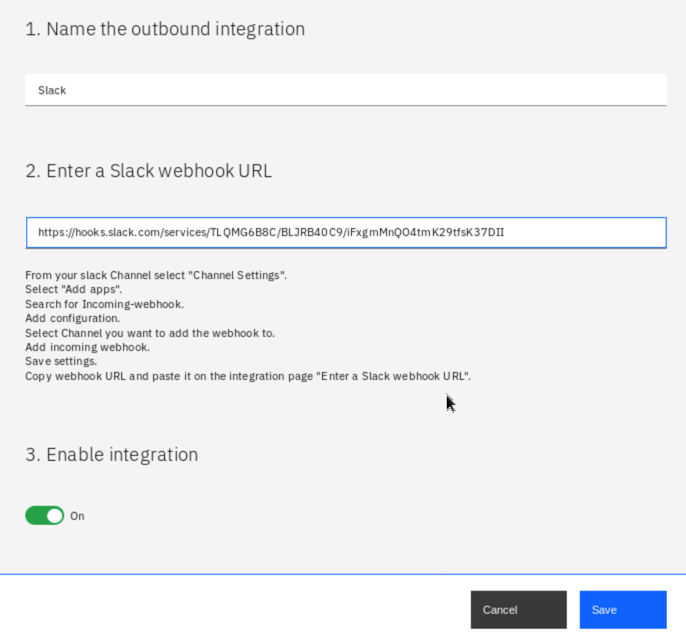 1. Name the outbound integration
Slack
2. Enter a Slack webhook URL
https://hooks.slack.com/services/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
From your slack Channel select "Channel Settings".
Select "Add apps".
Search for Incoming-webhook.
Add configuration.
Select Channel you want to add the webhook to.
Add incoming webhook.
Save settings.
Copy webhook URL and paste it on the integration page "Enter a Slack webhook URL".
3. Enable integration
On
Cancel
Save